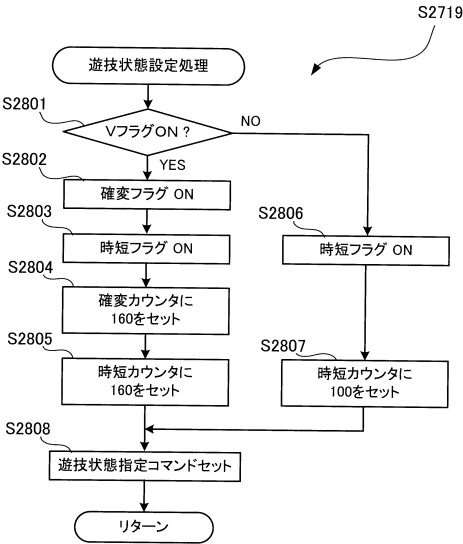 S2719
遊技状態設定処理
S2801
VフラグON?
NO
YES
S2802
確変フラグ ON
S2803
時短フラグ ON
S2804
確変カウンタに
160をセット
S2805
時短カウンタに
160をセット
S2806
時短フラグ ON
S2807
時短カウンタに
100をセット
S2808
遊技状態指定コマンドセット
リターン